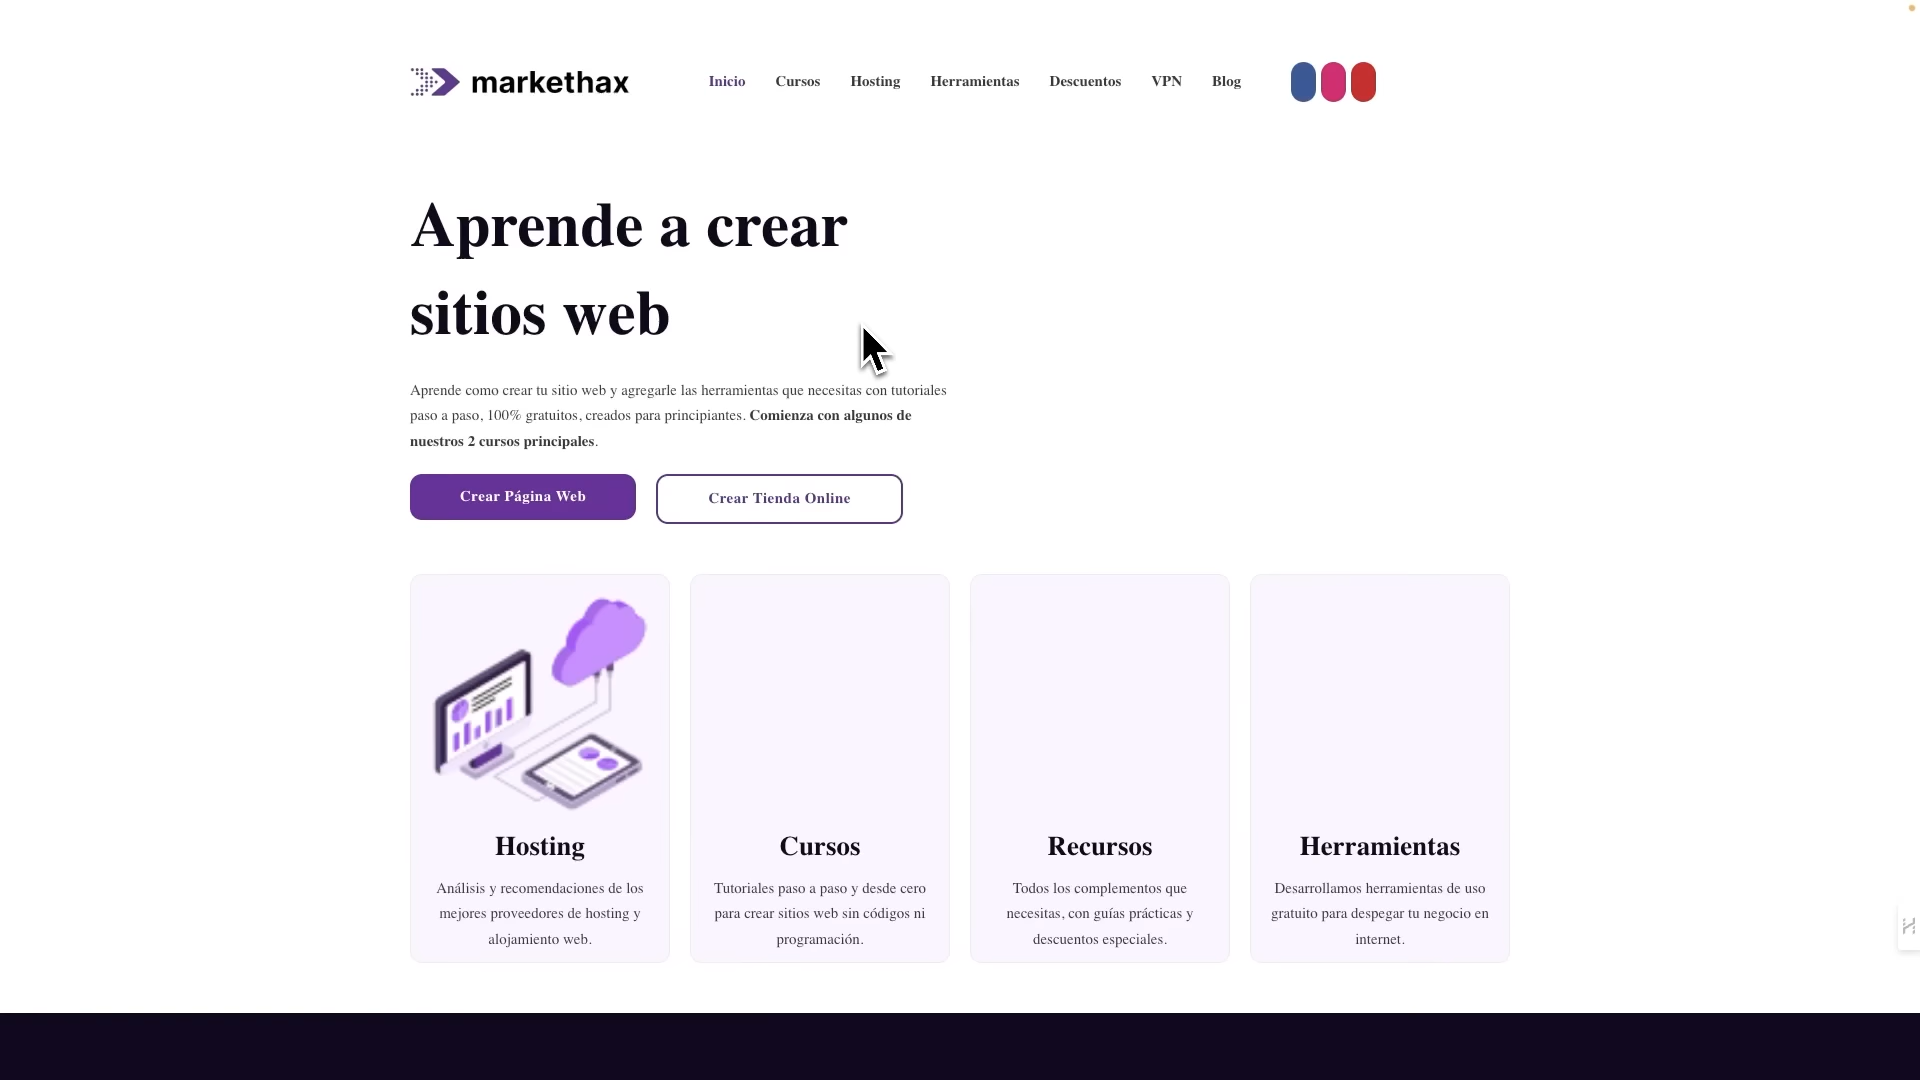 markethax
Inicio Cursos Hosting Herramientas Descuentos VPN Blog
Aprende a crear
sitios web
Aprende como crear tu sitio web y agregarle las herramientas que necesitas con tutoriales
paso a paso, 100% gratuitos, creados para principiantes. Comienza con algunos de
nuestros 2 cursos principales.
Crear Página Web
Crear Tienda Online
Hosting
Análisis y recomendaciones de los
mejores proveedores de hosting y
alojamiento web.
Cursos
Tutoriales paso a paso y desde cero
para crear sitios web sin códigos ni
programación.
Recursos
Todos los complementos que
necesitas, con guías prácticas y
descuentos especiales.
Herramientas
Desarrollamos herramientas de uso
gratuito para despegar tu negocio en
internet.